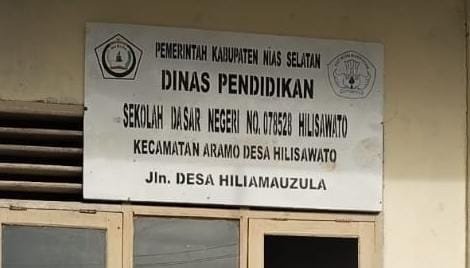 PEMERINTAH KABUPATEN NIAS SELATAN
DINAS PENDIDIKAN
SEKOLAH DASAR NEGERI NO. 078528 HILISAWATO
KECAMATAN ARAMO DESA HILISAWATO
Jln. DESA HILIAMAUZULA